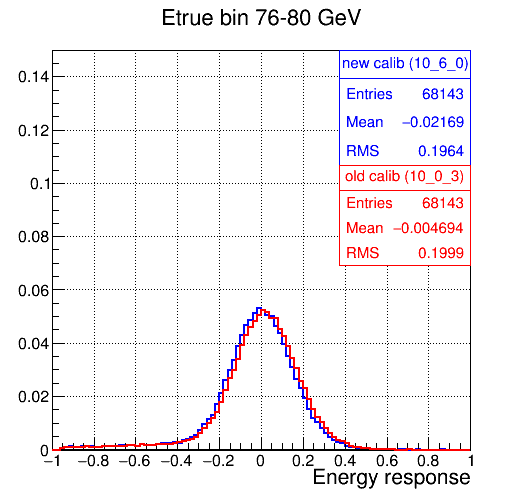 Etrue bin 76-80 GeV
new calib (10_6_0)
Entries 68143
Mean −0.02169
RMS 0.1964
old calib (10_0_3)
Entries 68143
Mean −0.004694
RMS 0.1999
0.14
0.12
0.1
0.08
0.06
0.04
0.02
0
−1 −0.8 −0.6 −0.4 −0.2 0 0.2 0.4 0.6 0.8 1
Energy response